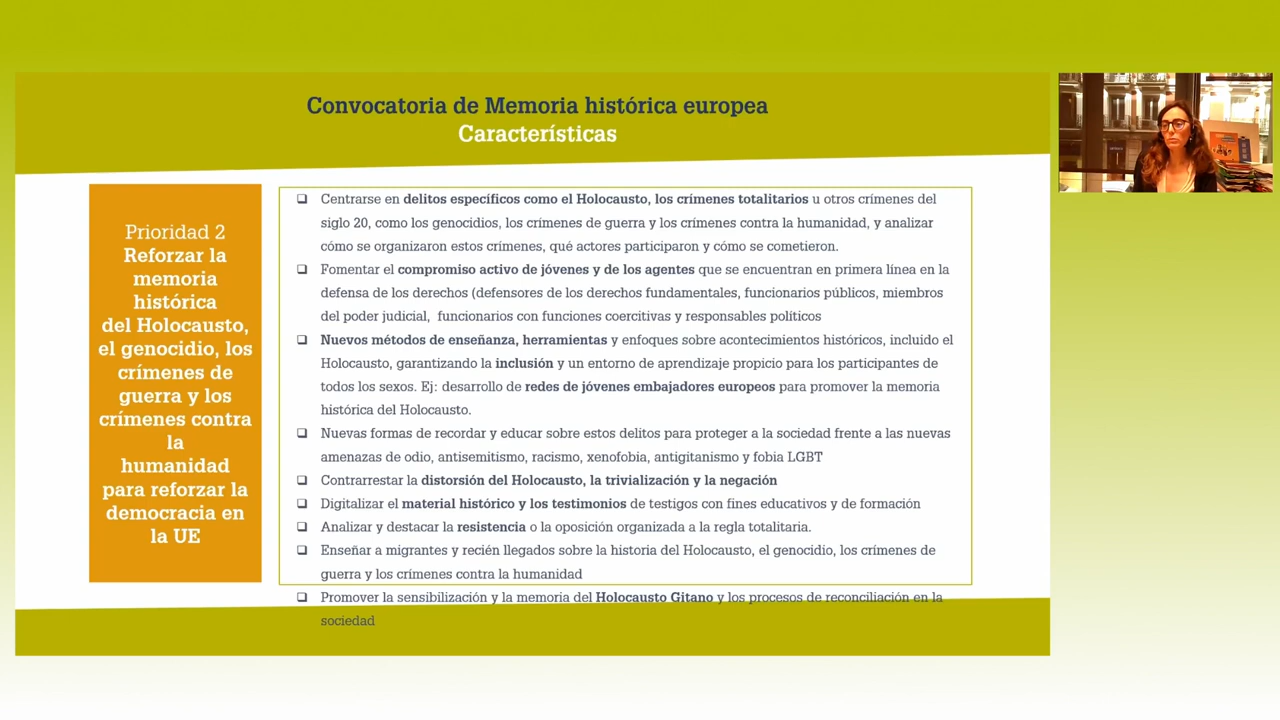 Convocatoria de Memoria histórica europea
Características
Prioridad 2
Reforzar la
memoria
histórica
del Holocausto,
el genocidio, los
crímenes de
guerra y los
crímenes contra
la
humanidad
para reforzar la
democracia en
la UE
❑ Centrarse en delitos específicos como el Holocausto, los crímenes totalitarios u otros crímenes del
siglo 20, como los genocidios, los crímenes de guerra y los crímenes contra la humanidad, y analizar
cómo se organizaron estos crímenes, qué actores participaron y cómo se cometieron.
❑ Fomentar el compromiso activo de jóvenes y de los agentes que se encuentran en primera línea en la
defensa de los derechos (defensores de los derechos fundamentales, funcionarios públicos, miembros
del poder judicial, funcionarios con funciones coercitivas y responsables políticos
❑ Nuevos métodos de enseñanza, herramientas y enfoques sobre acontecimientos históricos, incluido el
Holocausto, garantizando la inclusión y un entorno de aprendizaje propicio para los participantes de
todos los sexos. Ej: desarrollo de redes de jóvenes embajadores europeos para promover la memoria
histórica del Holocausto.
❑ Nuevas formas de recordar y educar sobre estos delitos para proteger a la sociedad frente a las nuevas
amenazas de odio, antisemitismo, racismo, xenofobia, antigitanismo y fobia LGBT
❑ Contrarrestar la distorsión del Holocausto, la trivialización y la negación
❑ Digitalizar el material histórico y los testimonios de testigos con fines educativos y de formación
❑ Analizar y destacar la resistencia o la oposición organizada a la regla totalitaria.
❑ Enseñar a migrantes y recién llegados sobre la historia del Holocausto, el genocidio, los crímenes de
guerra y los crímenes contra la humanidad
❑ Promover la sensibilización y la memoria del Holocausto Gitano y los procesos de reconciliación en la
sociedad